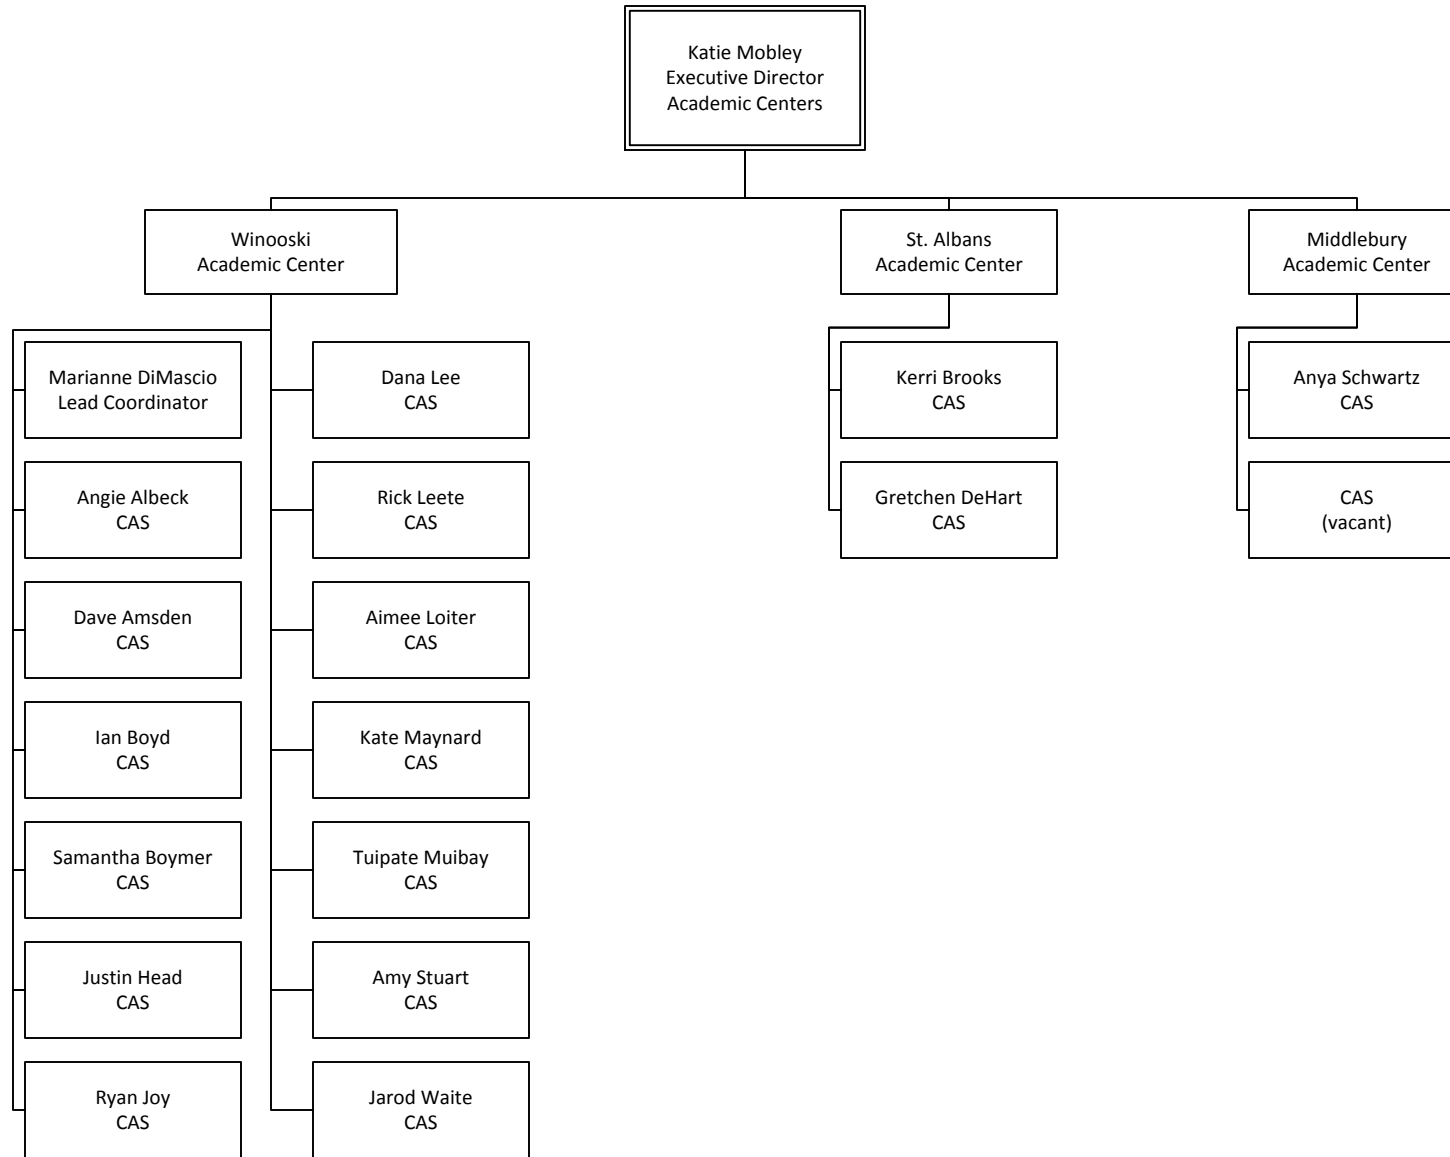 Katie Mobley
Executive Director
Academic Centers
Winooski
Academic Center
St. Albans
Academic Center
Middlebury
Academic Center
Marianne DiMascio
Lead Coordinator
Dana Lee
CAS
Kerri Brooks
CAS
Anya Schwartz
CAS
Angie Albeck
CAS
Rick Leete
CAS
Gretchen DeHart
CAS
CAS
(vacant)
Dave Amsden
CAS
Aimee Loiter
CAS
Ian Boyd
CAS
Kate Maynard
CAS
Samantha Boymer
CAS
Tuipate Muibay
CAS
Justin Head
CAS
Amy Stuart
CAS
Ryan Joy
CAS
Jarod Waite
CAS